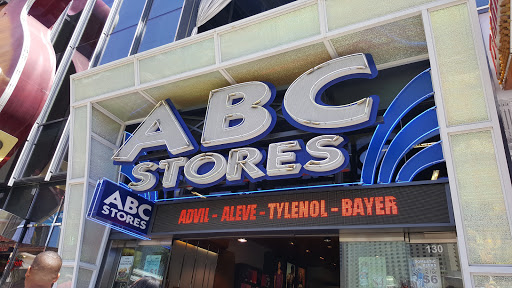 ABC
STORES
ABC
STORES
ADVIL - ALEVE - TYLENOL - BAYER
130